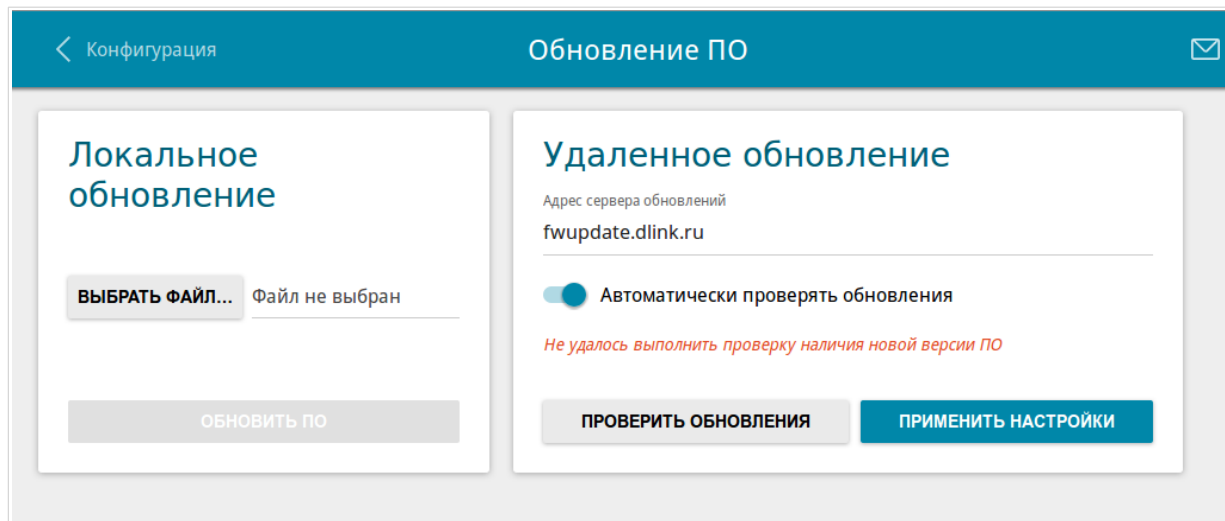 Конфигурация
Обновление ПО
Локальное
обновление
ВЫБРАТЬ ФАЙЛ... Файл не выбран
ОБНОВИТЬ ПО
Удаленное обновление
Адрес сервера обновлений
fwupdate.dlink.ru
Автоматически проверять обновления
Не удалось выполнить проверку наличия новой версии ПО
ПРОВЕРИТЬ ОБНОВЛЕНИЯ
ПРИМЕНИТЬ НАСТРОЙКИ